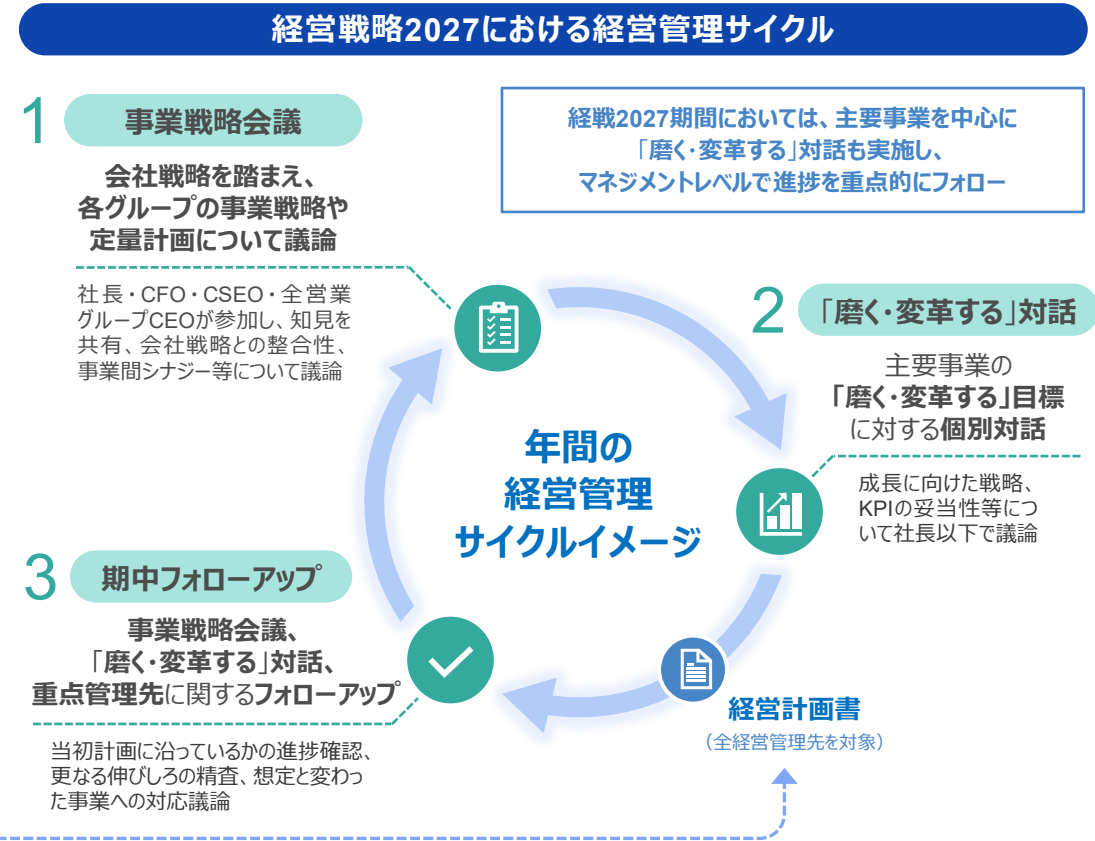 経営戦略2027における経営管理サイクル
1
事業戦略会議
会社戦略を踏まえ、
各グループの事業戦略や
定量計画について議論
社長・CFO・CSEO・全営業
グループCEOが参加し、知見を
共有、会社戦略との整合性、
事業間シナジー等について議論
経戦2027期間においては、主要事業を中心に
「磨く・変革する」対話も実施し、
マネジメントレベルで進捗を重点的にフォロー
2
「磨く・変革する」対話
主要事業の
「磨く・変革する」目標
に対する個別対話
成長に向けた戦略、
KPIの妥当性等につ
いて社長以下で議論
年間の
経営管理
サイクルイメージ
3
期中フォローアップ
事業戦略会議、
「磨く・変革する」対話、
重点管理先に関するフォローアップ
当初計画に沿っているかの進捗確認、
更なる伸びしろの精査、想定と変わっ
た事業への対応議論
経営計画書
（全経営管理先を対象）